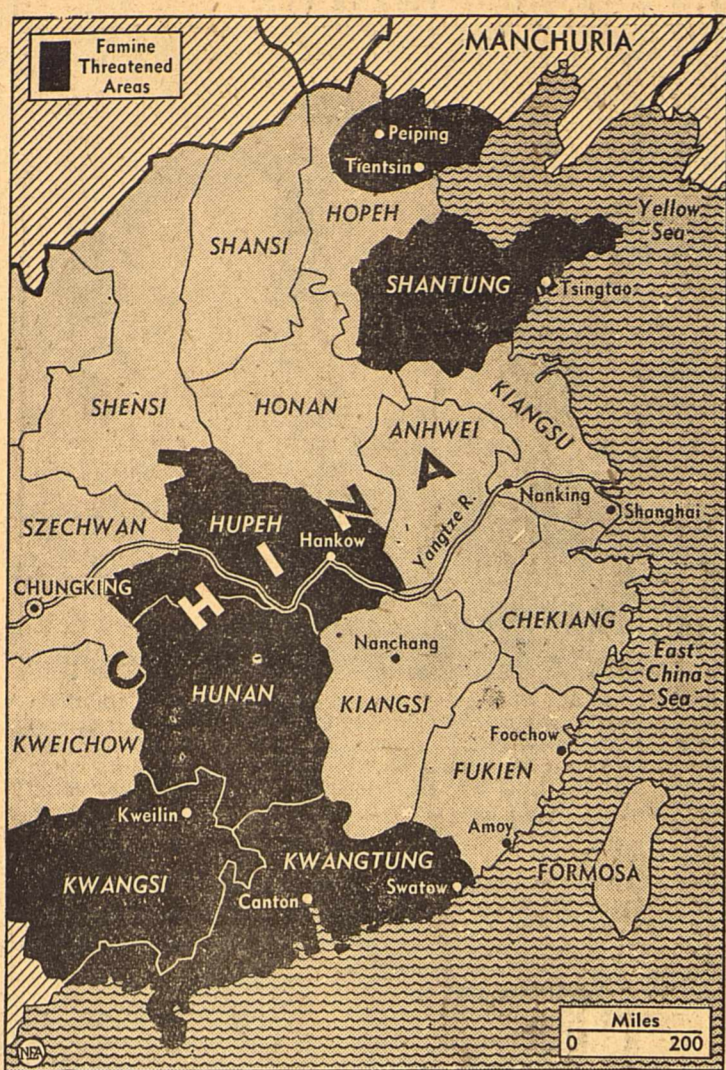 Famine
Threatened
Areas
MANCHURIA
Peiping
Tientsin
HOPEH
Yellow
Sea
SHANSI
SHANTUNG
Tsingtao
SHENSI
HONAN
KIANGSU
ANHWEI
CHINA
SZECHWAN
HUPEH
Hankow
Yangtze R.
Nanking
Shanghai
CHUNGKING
CHEKIANG
Nanchang
East
China
Sea
HUNAN
KIANGSI
KWEICHOW
Foochow
FUKIEN
Kweilin
Amoy
KWANGTUNG
FORMOSA
KWANGSI
Swatow
Canton
Miles
0 200
NEA